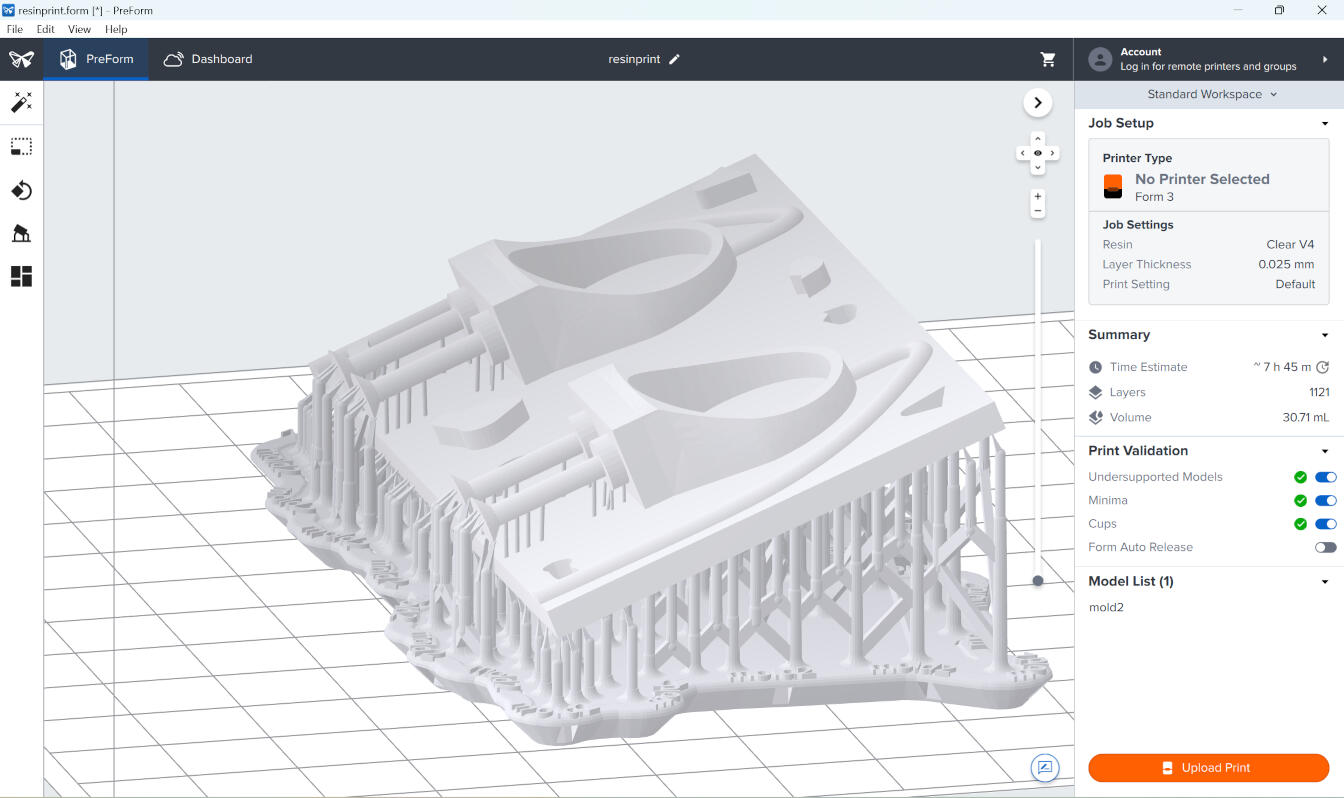 resinprint.form [*] - PreForm
File Edit View Help
PreForm Dashboard resinprint
Account
Log in for remote printers and groups
Standard Workspace
Job Setup
Printer Type
No Printer Selected
Form 3
Job Settings
Resin Clear V4
Layer Thickness 0.025 mm
Print Setting Default
Summary
Time Estimate ~ 7 h 45 m
Layers 1121
Volume 30.71 mL
Print Validation
Undersupported Models
Minima
Cups
Form Auto Release
Model List (1)
mold2
Upload Print